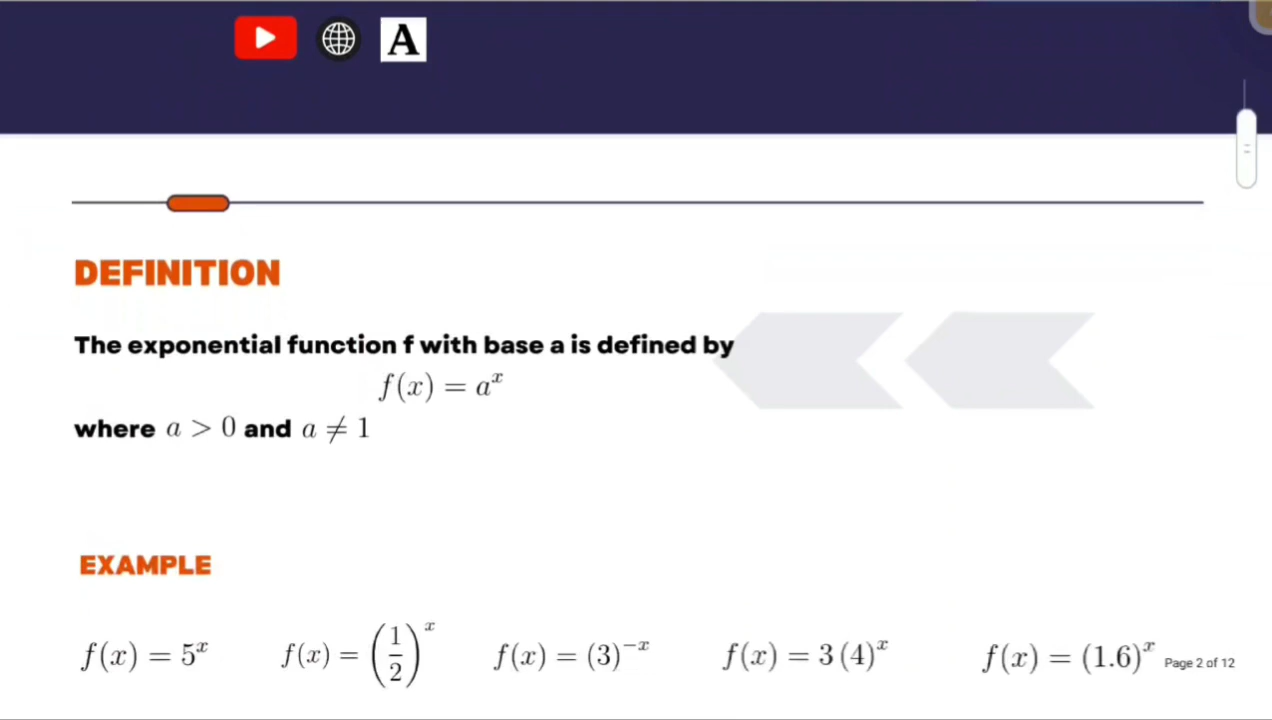 A
DEFINITION
The exponential function f with base a is defined by
f(x) = a^x
where a > 0 and a ≠ 1
EXAMPLE
f(x) = 5^x f(x) = (1/2)^x f(x) = (3)^{-x} f(x) = 3(4)^x f(x) = (1.6)^x Page 2 of 12